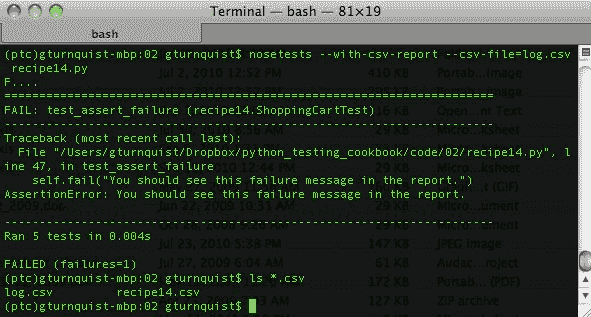 Terminal — bash — 81×19
bash
(ptc)gturnquist-mbp:02 gturnquist$ nosetests --with-csv-report --csv-file=log.csv
 recipe14.py
F....
======================================================================
FAIL: test_assert_failure (recipe14.ShoppingCartTest)
----------------------------------------------------------------------
Traceback (most recent call last):
  File "/Users/gturnquist/Dropbox/python_testing_cookbook/code/02/recipe14.py", l
ine 47, in test_assert_failure
    self.fail("You should see this failure message in the report.")
AssertionError: You should see this failure message in the report.
----------------------------------------------------------------------
Ran 5 tests in 0.004s
FAILED (failures=1)
(ptc)gturnquist-mbp:02 gturnquist$ ls *.csv
log.csv         recipe14.csv
(ptc)gturnquist-mbp:02 gturnquist$